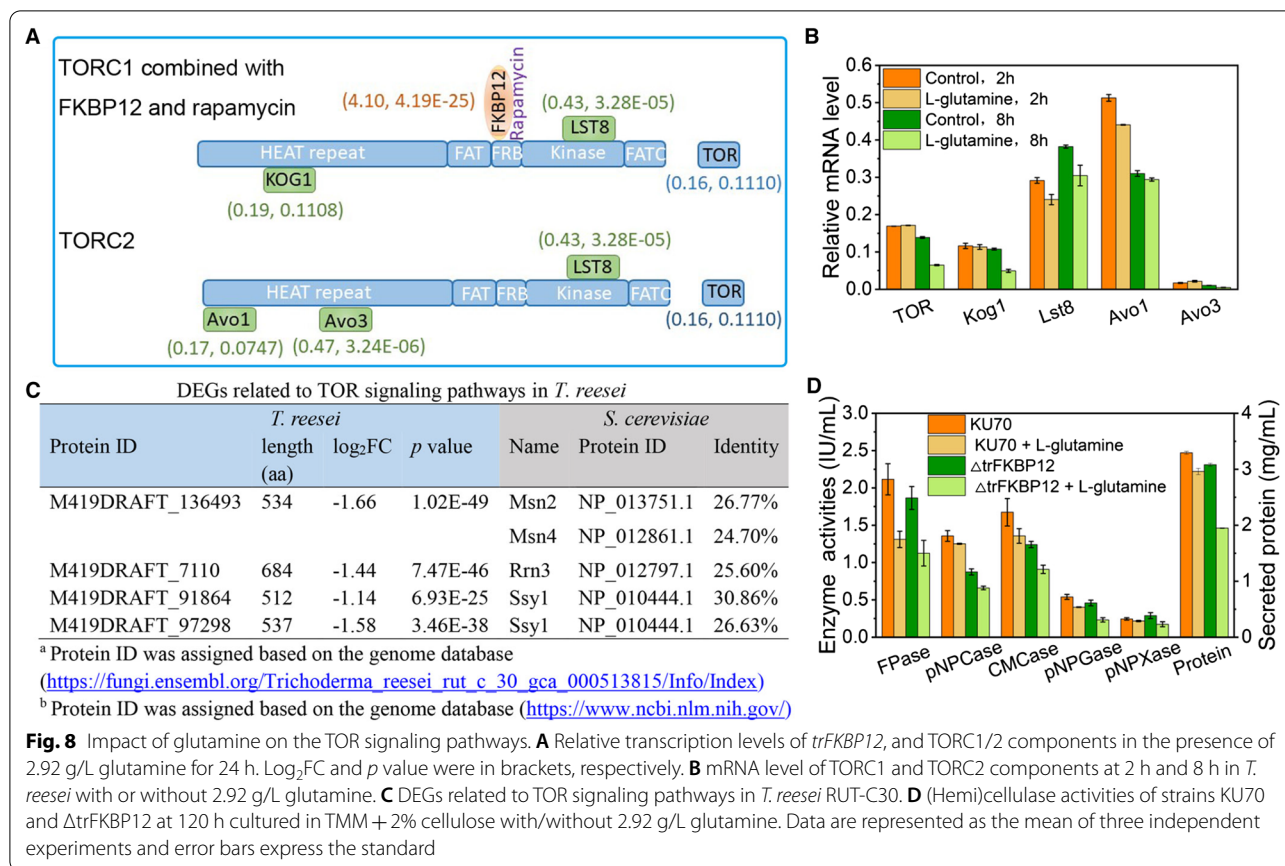 A
TORC1 combined with
FKBP12 and rapamycin
(4.10, 4.19E-25)
FKBP12
Rapamycin
(0.43, 3.28E-05)
LST8
HEAT repeat FAT FRB Kinase FATC TOR
KOG1
(0.19, 0.1108)
(0.16, 0.1110)
TORC2
(0.43, 3.28E-05)
LST8
HEAT repeat FAT FRB Kinase FATC TOR
Avo1 Avo3
(0.16, 0.1110)
(0.17, 0.0747) (0.47, 3.24E-06)
B
Relative mRNA level
0.6
0.5
0.4
0.3
0.2
0.1
0.0
Control, 2h
L-glutamine, 2h
Control, 8h
L-glutamine, 8h
TOR Kog1 Lst8 Avo1 Avo3
C DEGs related to TOR signaling pathways in T. reesei
T. reesei S. cerevisiae
Protein ID length (aa) log2FC p value Name Protein ID Identity
M419DRAFT_136493 534 -1.66 1.02E-49 Msn2 NP_013751.1 26.77%
Msn4 NP_012861.1 24.70%
M419DRAFT_7110 684 -1.44 7.47E-46 Rrn3 NP_012797.1 25.60%
M419DRAFT_91864 512 -1.14 6.93E-25 Ssy1 NP_010444.1 30.86%
M419DRAFT_97298 537 -1.58 3.46E-38 Ssy1 NP_010444.1 26.63%
a Protein ID was assigned based on the genome database
(https://fungi.ensembl.org/Trichoderma_reesei_rut_c_30_gca_000513815/Info/Index)
b Protein ID was assigned based on the genome database (https://www.ncbi.nlm.nih.gov/)
D
Enzyme activities (IU/mL)
3.0
2.5
2.0
1.5
1.0
0.5
0.0
KU70
KU70 + L-glutamine
△trFKBP12
△trFKBP12 + L-glutamine
4
3
2
1
0
Secreted protein (mg/mL)
FPase pNPCase CMCase pNPGase pNPXase Protein
Fig. 8 Impact of glutamine on the TOR signaling pathways. A Relative transcription levels of trFKBP12, and TORC1/2 components in the presence of
2.92 g/L glutamine for 24 h. Log2FC and p value were in brackets, respectively. B mRNA level of TORC1 and TORC2 components at 2 h and 8 h in T.
reesei with or without 2.92 g/L glutamine. C DEGs related to TOR signaling pathways in T. reesei RUT-C30. D (Hemi)cellulase activities of strains KU70
and ΔtrFKBP12 at 120 h cultured in TMM + 2% cellulose with/without 2.92 g/L glutamine. Data are represented as the mean of three independent
experiments and error bars express the standard